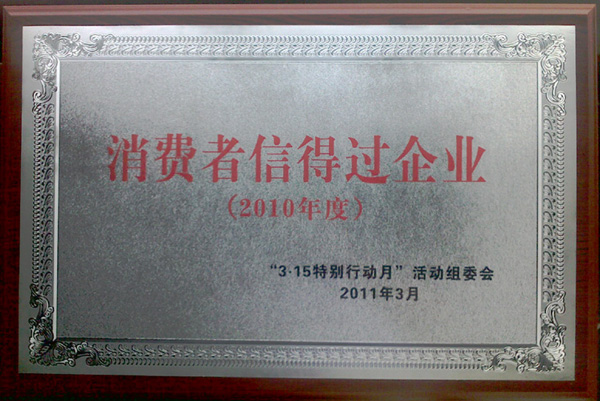 消费者信得过企业
（2010年度）
“3·15特别行动月”活动组委会
2011年3月